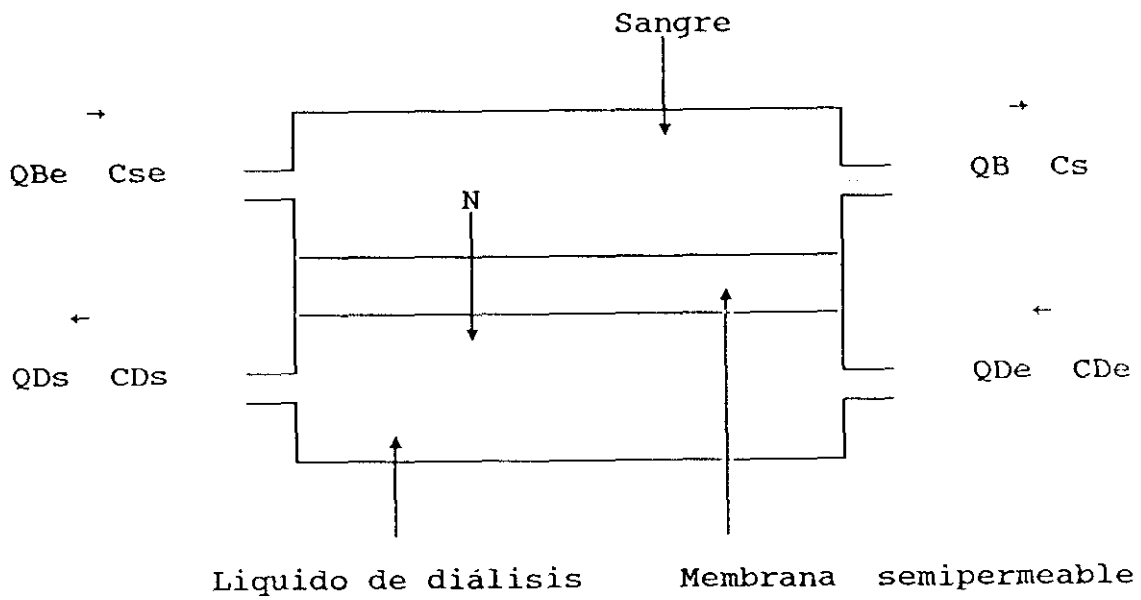 Sangre
→ →
QBe Cse QB Cs
N
← ←
QDs CDs QDe CDe
Liquido de diálisis Membrana semipermeable